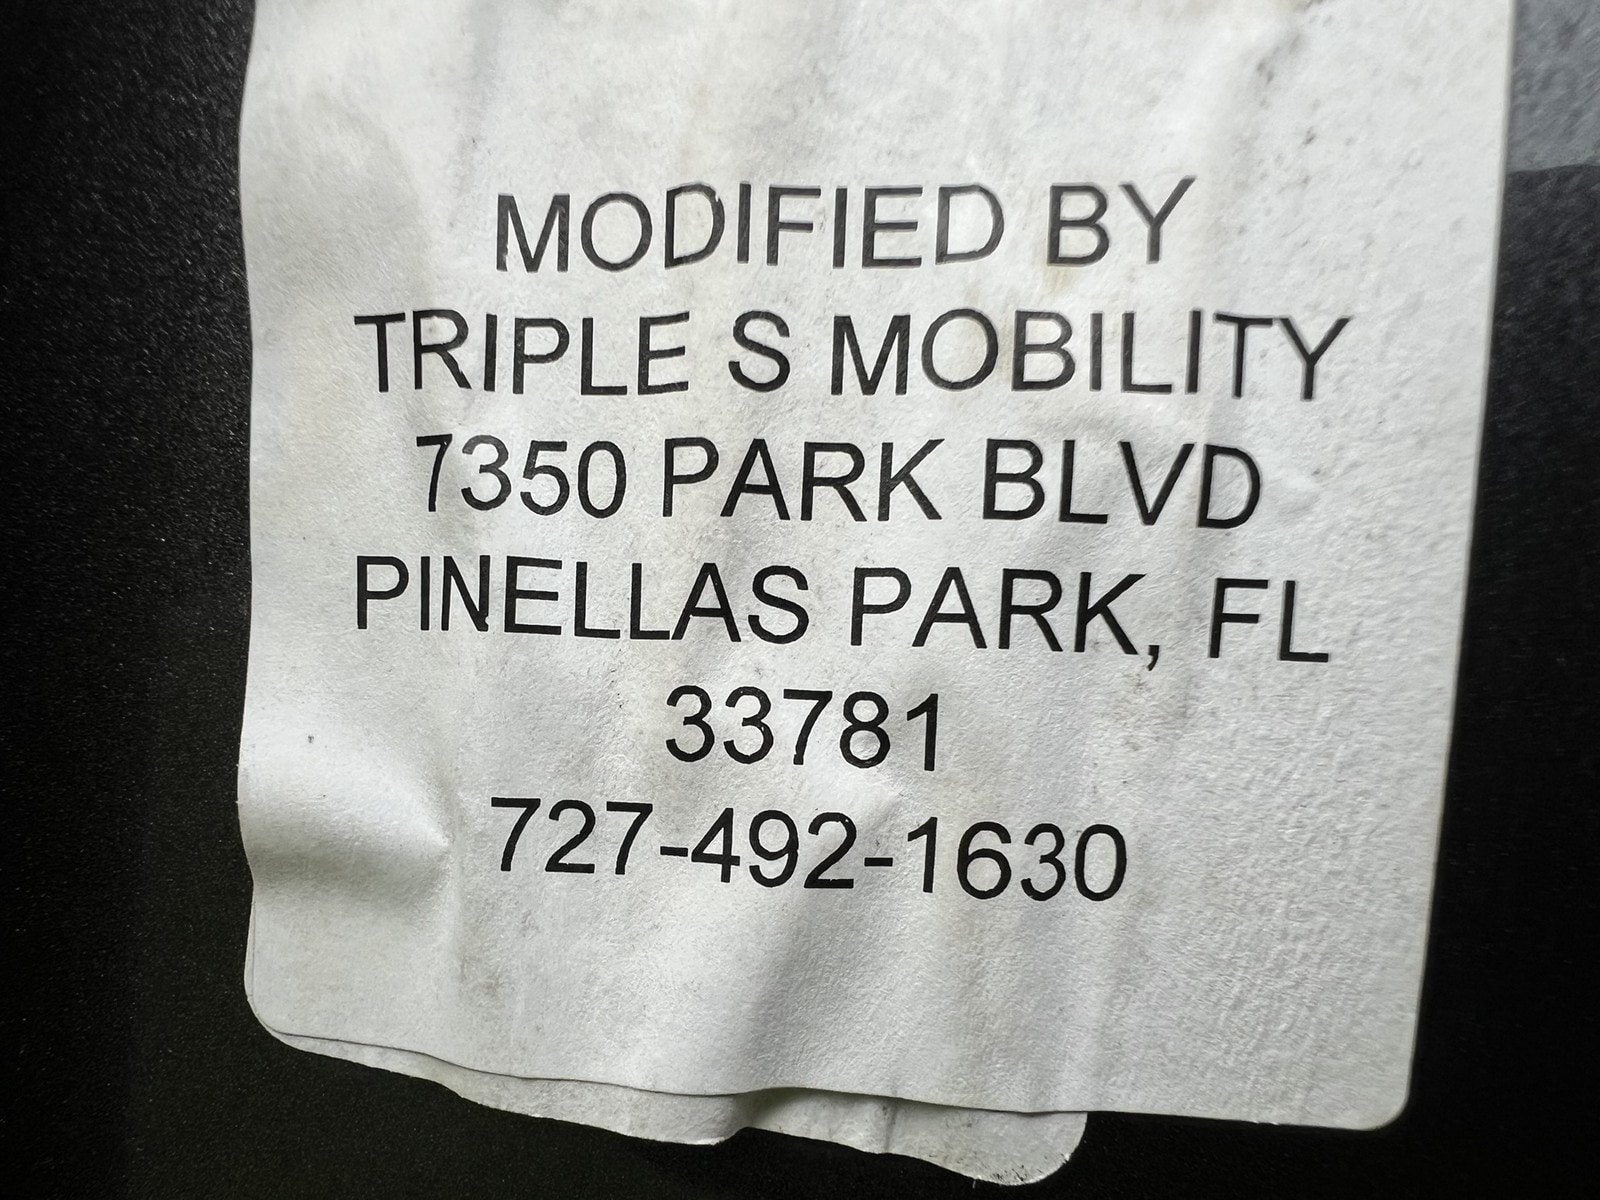 MODIFIED BY
TRIPLE S MOBILITY
7350 PARK BLVD
PINELLAS PARK, FL
33781
727-492-1630